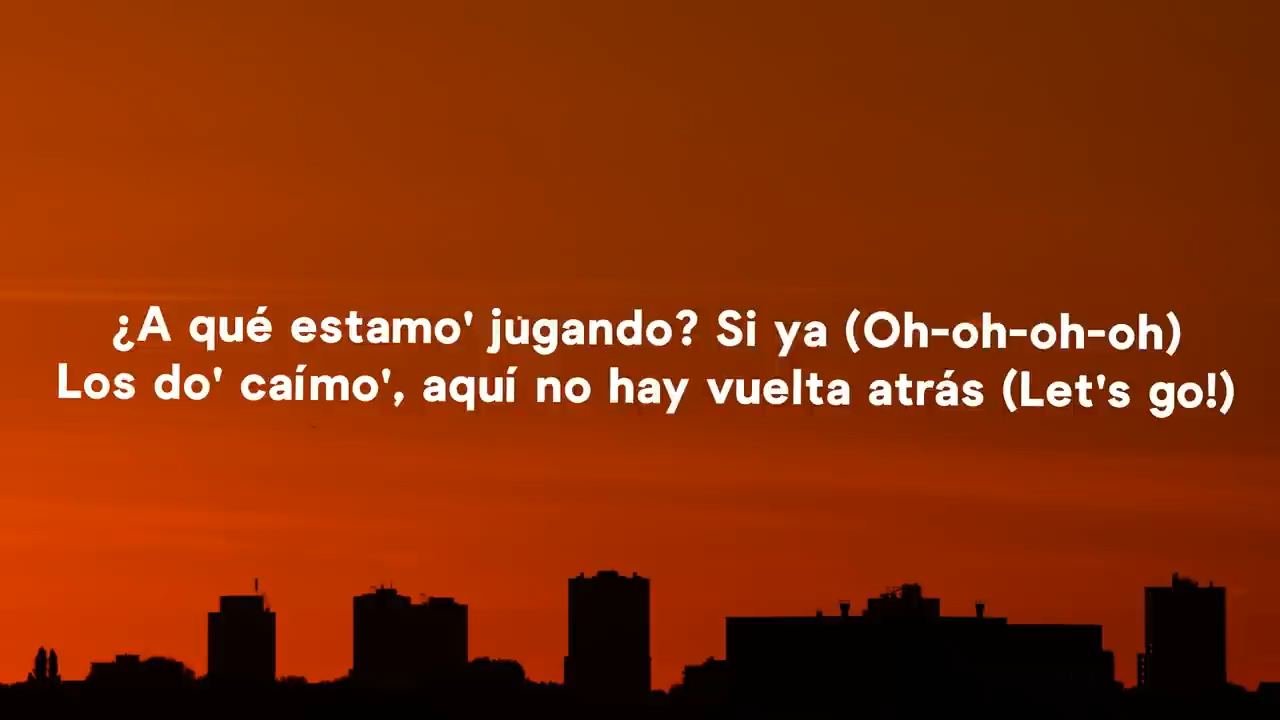 ¿A qué estamo' jugando? Si ya (Oh-oh-oh-oh)
Los do' caímo', aquí no hay vuelta atrás (Let's go!)